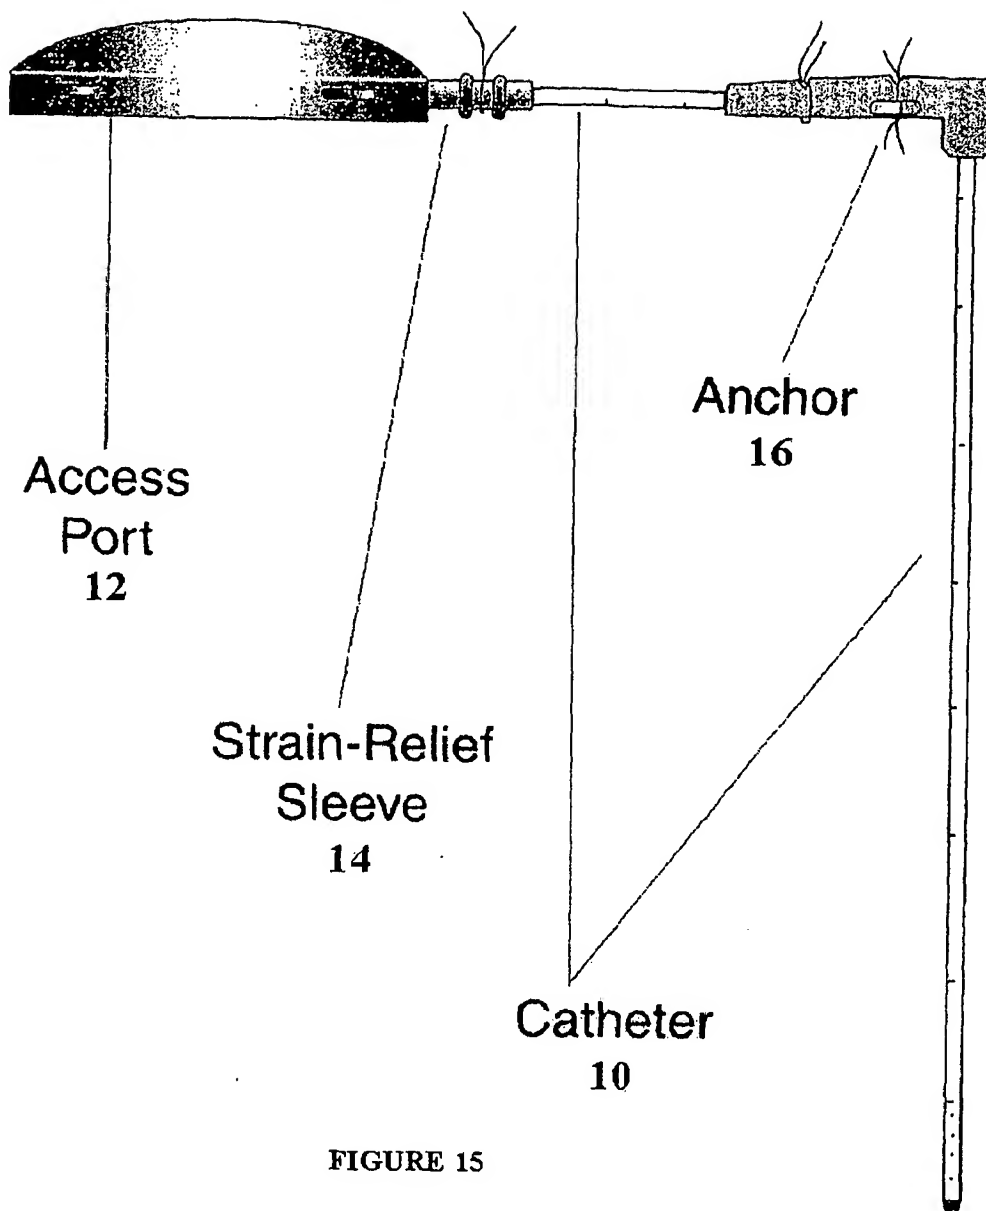 Anchor
16
Access
Port
12
Strain-Relief
Sleeve
14
Catheter
10
FIGURE 15